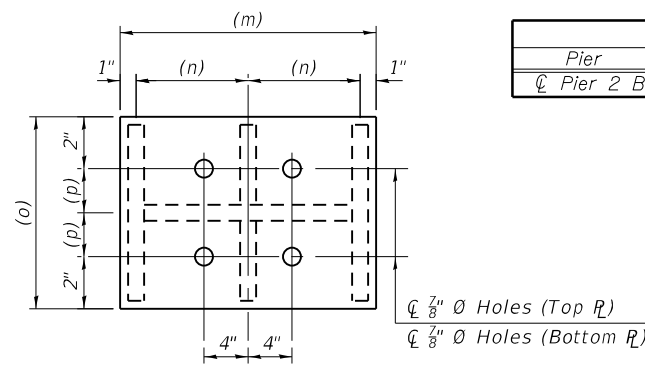 (m)
1" (n) (n) 1"
Pier
℄ Pier 2 B
2"
(p)
(o)
(p)
2"
℄ 7/8" Ø Holes (Top ⅊)
℄ 7/8" Ø Holes (Bottom ⅊)
4" 4"